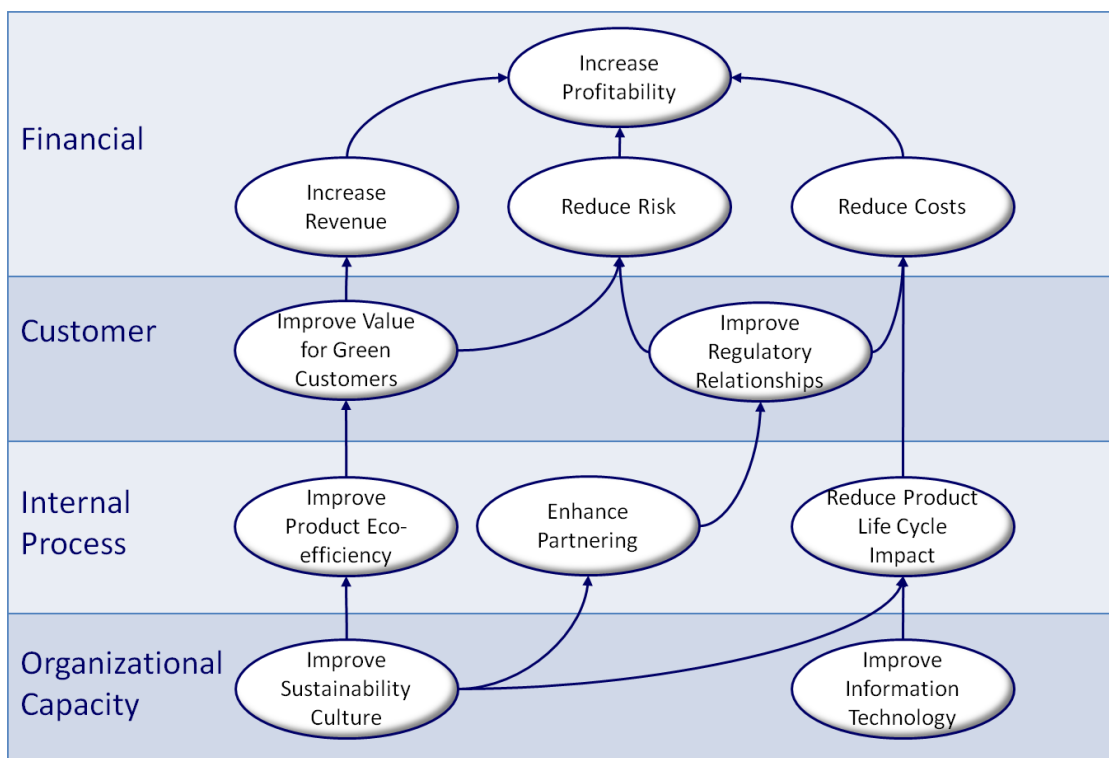 Financial
Increase
Profitability
Increase
Revenue
Reduce Risk
Reduce Costs
Customer
Improve Value
for Green
Customers
Improve
Regulatory
Relationships
Internal
Process
Improve
Product Eco-
efficiency
Enhance
Partnering
Reduce Product
Life Cycle
Impact
Organizational
Capacity
Improve
Sustainability
Culture
Improve
Information
Technology